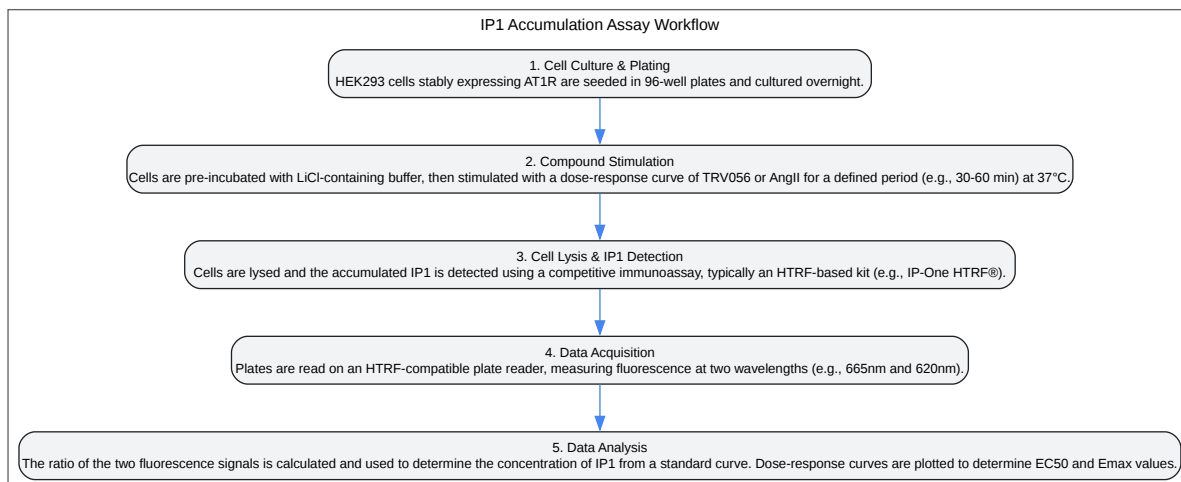 IP1 Accumulation Assay Workflow
1. Cell Culture & Plating
HEK293 cells stably expressing AT1R are seeded in 96-well plates and cultured overnight.
2. Compound Stimulation
Cells are pre-incubated with LiCl-containing buffer, then stimulated with a dose-response curve of TRV056 or AngII for a defined period (e.g., 30-60 min) at 37°C.
3. Cell Lysis & IP1 Detection
Cells are lysed and the accumulated IP1 is detected using a competitive immunoassay, typically an HTRF-based kit (e.g., IP-One HTRF®).
4. Data Acquisition
Plates are read on an HTRF-compatible plate reader, measuring fluorescence at two wavelengths (e.g., 665nm and 620nm).
5. Data Analysis
The ratio of the two fluorescence signals is calculated and used to determine the concentration of IP1 from a standard curve. Dose-response curves are plotted to determine EC50 and Emax values.